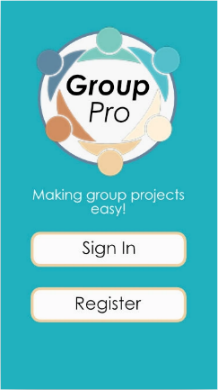 Group
Pro
Making group projects
easy!
Sign In
Register